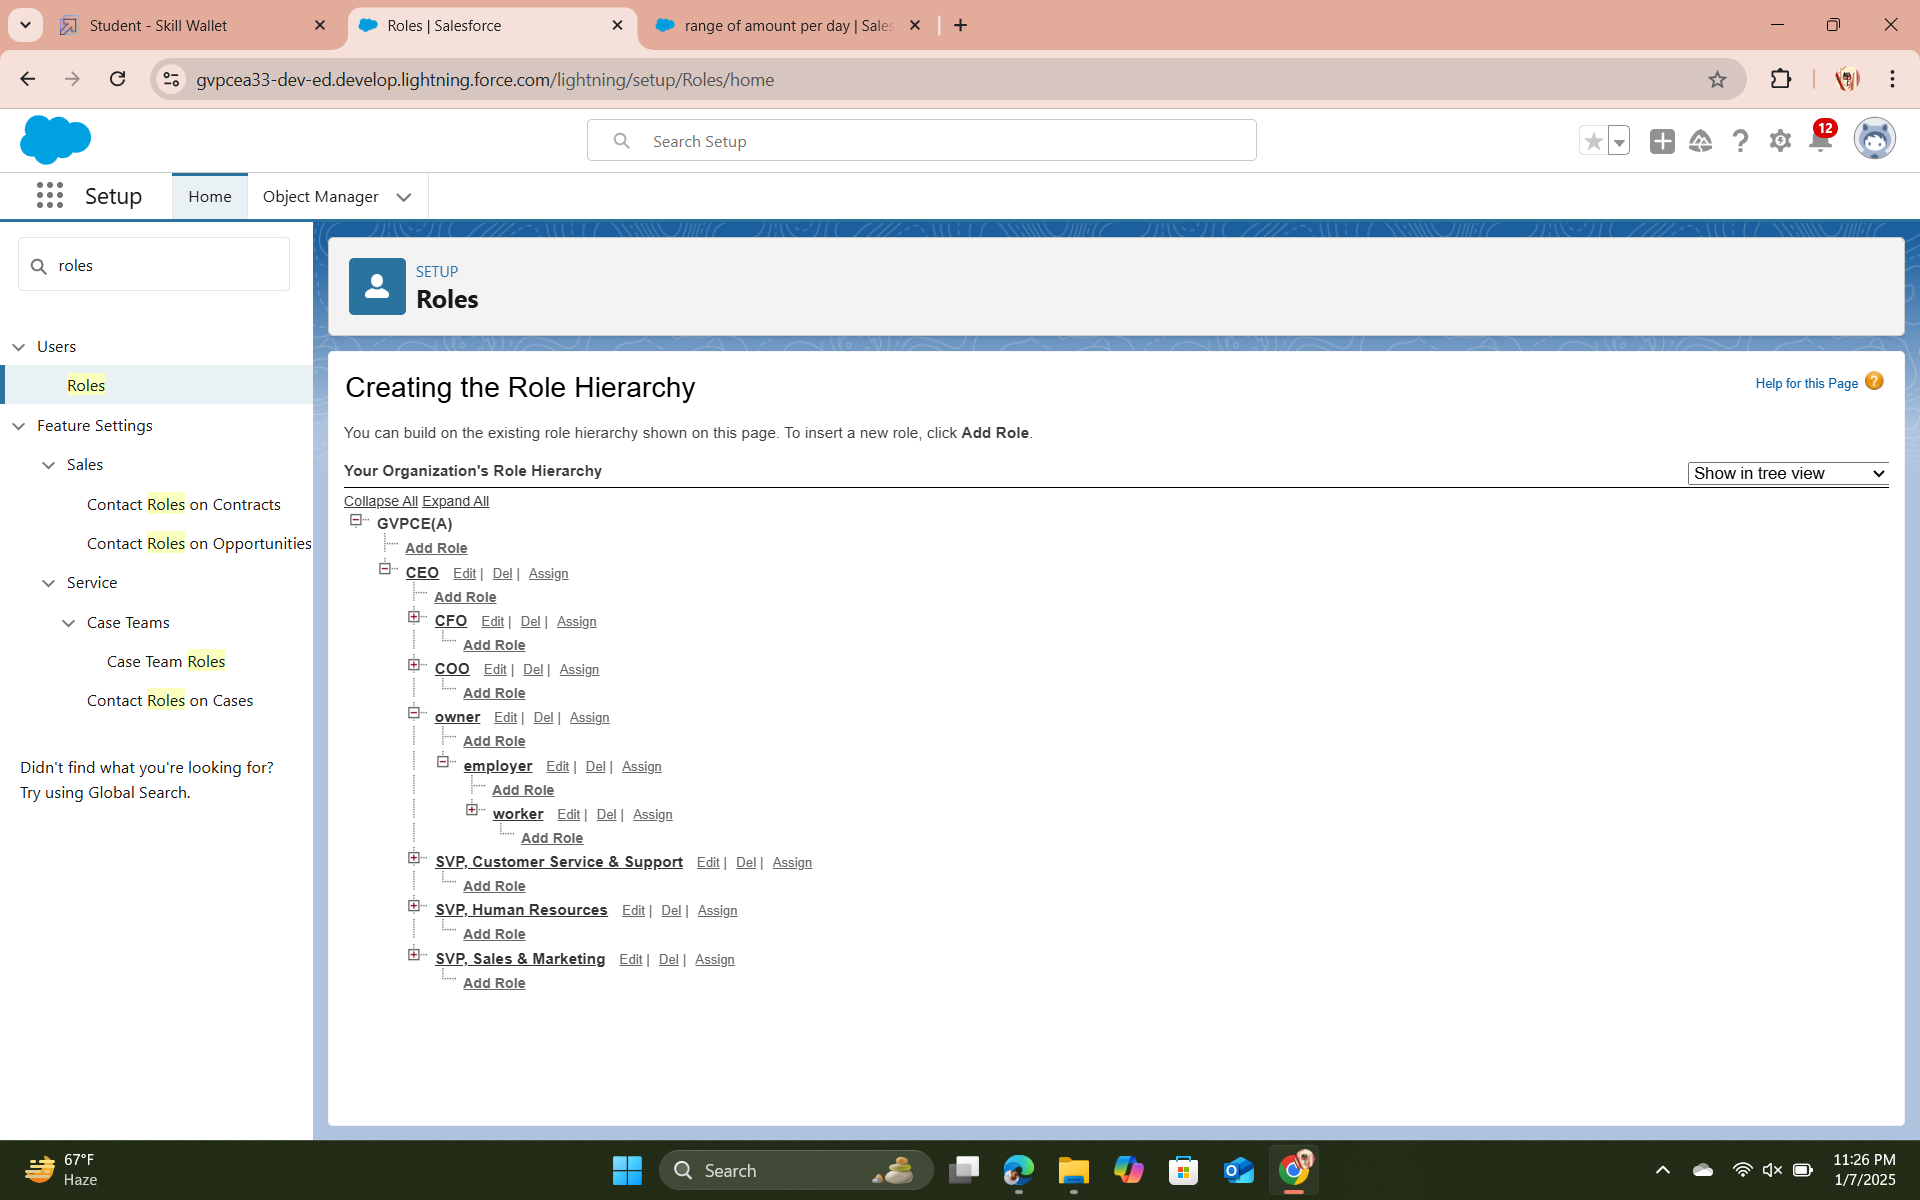 Student - Skill Wallet
Roles | Salesforce
range of amount per day | Sales
gvpcea33-dev-ed.develop.lightning.force.com/lightning/setup/Roles/home
Search Setup
12
Setup
Home
Object Manager
roles
Users
Roles
Feature Settings
Sales
Contact Roles on Contracts
Contact Roles on Opportunities
Service
Case Teams
Case Team Roles
Contact Roles on Cases
Didn't find what you're looking for?
Try using Global Search.
SETUP
Roles
Creating the Role Hierarchy
Help for this Page ?
You can build on the existing role hierarchy shown on this page. To insert a new role, click Add Role.
Your Organization's Role Hierarchy
Show in tree view
Collapse All Expand All
GVPCE(A)
Add Role
CEO Edit | Del | Assign
Add Role
CFO Edit | Del | Assign
Add Role
COO Edit | Del | Assign
Add Role
owner Edit | Del | Assign
Add Role
employer Edit | Del | Assign
Add Role
worker Edit | Del | Assign
Add Role
SVP, Customer Service & Support Edit | Del | Assign
Add Role
SVP, Human Resources Edit | Del | Assign
Add Role
SVP, Sales & Marketing Edit | Del | Assign
Add Role
67°F
Haze
Search
11:26 PM
1/7/2025